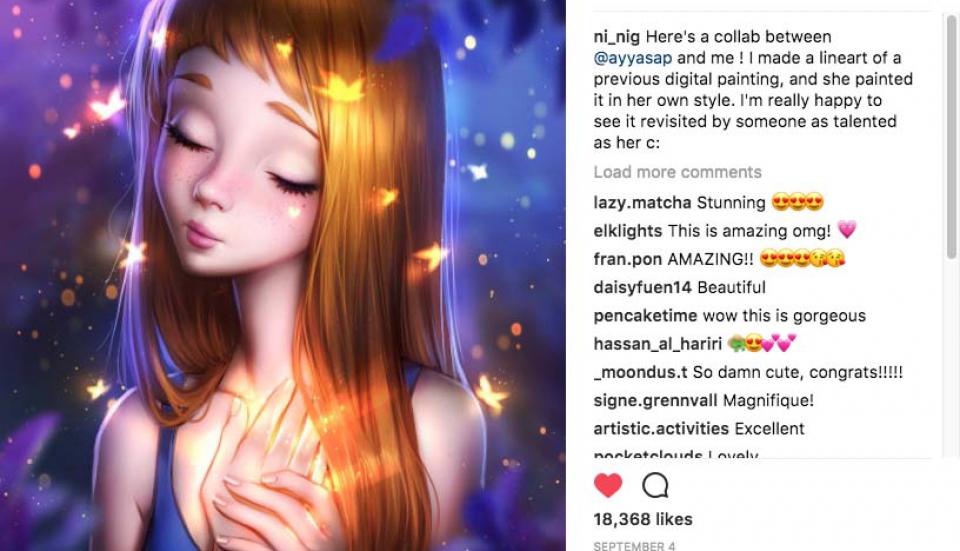 ni_nig Here's a collab between
@ayyasap and me ! I made a lineart of a
previous digital painting, and she painted
it in her own style. I'm really happy to
see it revisited by someone as talented
as her c:
Load more comments
lazy.matcha Stunning 😍😍😍
elklights This is amazing omg! 💗
fran.pon AMAZING!! 😍😍😍😘😘
daisyfuen14 Beautiful
pencaketime wow this is gorgeous
hassan_al_hariri 🐢😍💕💕
_moondus.t So damn cute, congrats!!!!!
signe.grennvall Magnifique!
artistic.activities Excellent
pocketclouds Lovely
18,368 likes
SEPTEMBER 4